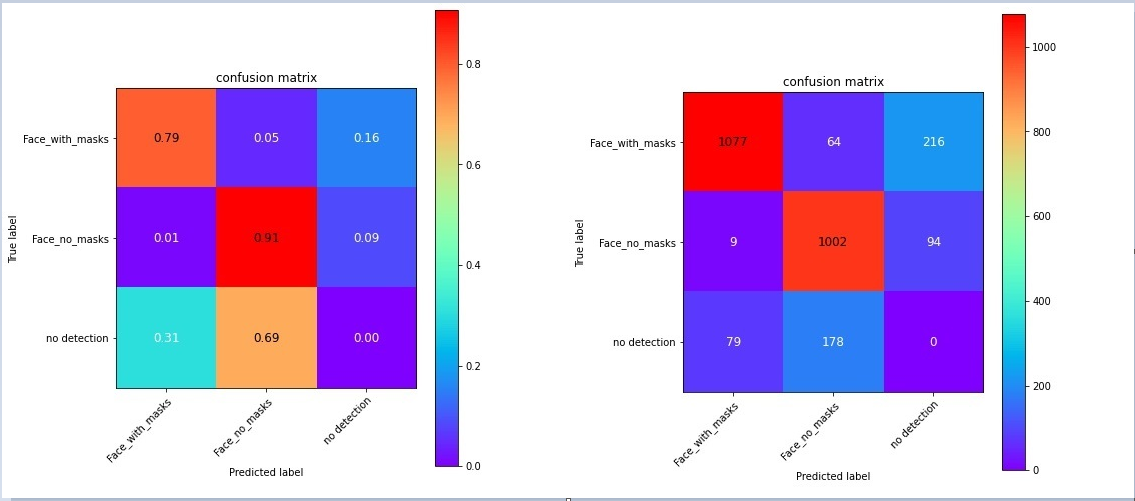 confusion matrix
Face_with_masks
Face_no_masks
no detection
True label
0.79 0.05 0.16
0.01 0.91 0.09
0.31 0.69 0.00
Face_with_masks
Face_no_masks
no detection
Predicted label
0.8
0.6
0.4
0.2
0.0
confusion matrix
Face_with_masks
Face_no_masks
no detection
True label
1077 64 216
9 1002 94
79 178 0
Face_with_masks
Face_no_masks
no detection
Predicted label
1000
800
600
400
200
0